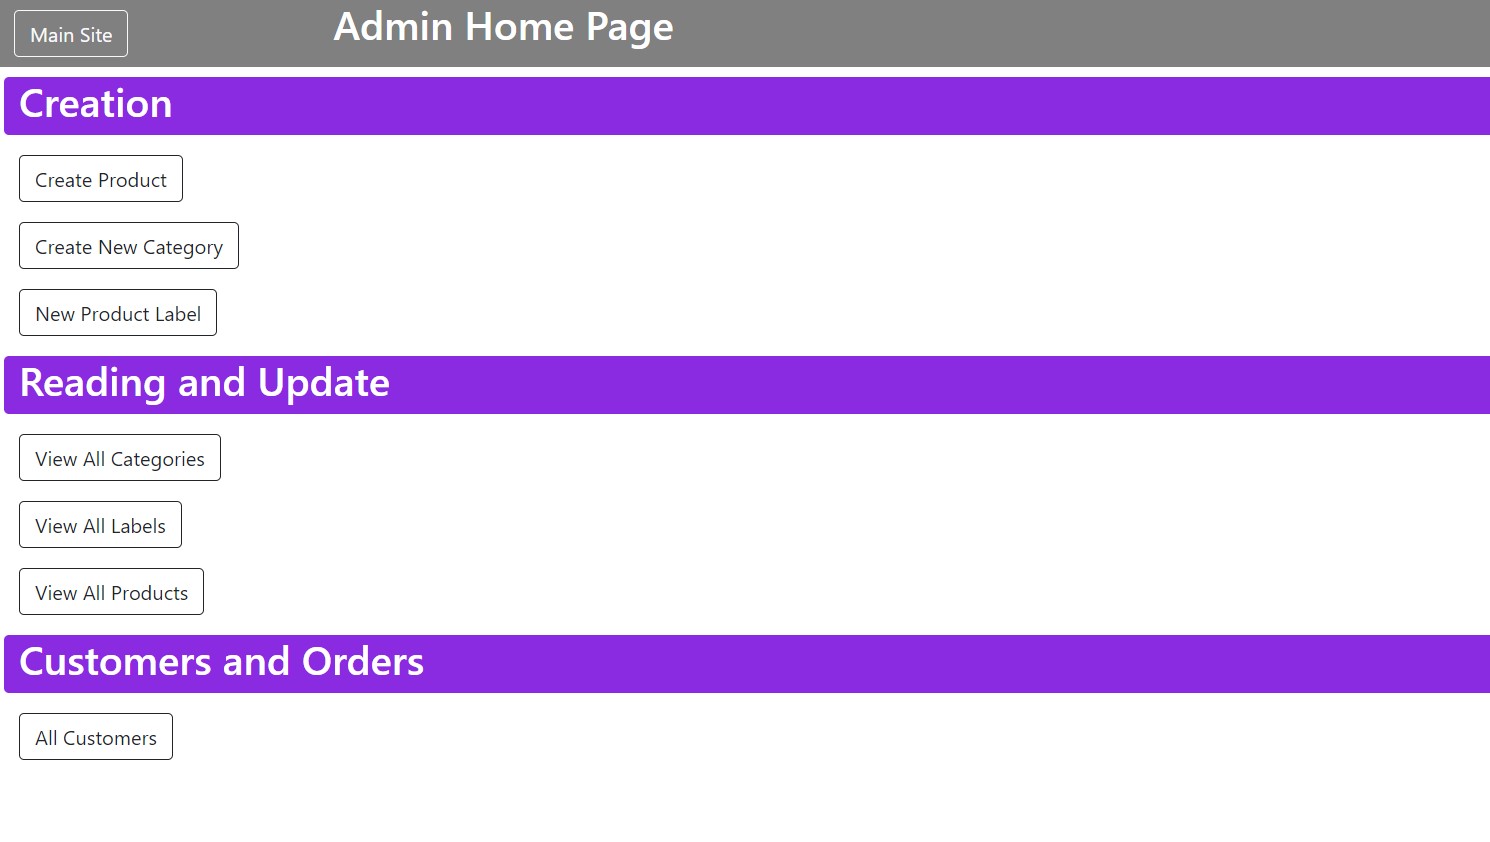 Main Site
Admin Home Page
Creation
Create Product
Create New Category
New Product Label
Reading and Update
View All Categories
View All Labels
View All Products
Customers and Orders
All Customers